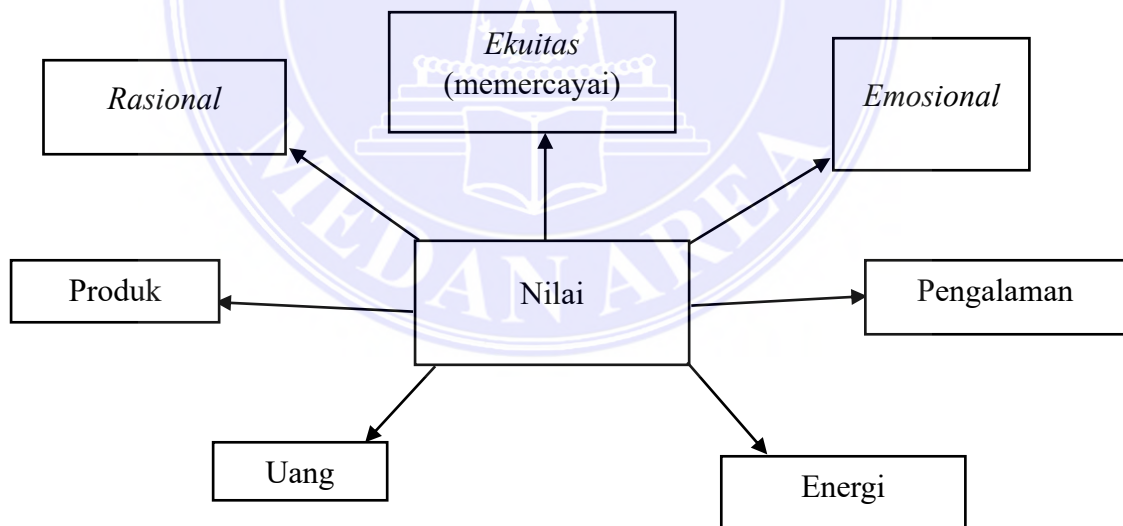 Ekuitas
(memercayai)
Rasional
Emosional
Produk
Nilai
Pengalaman
Uang
Energi
A
MEDAN AREA